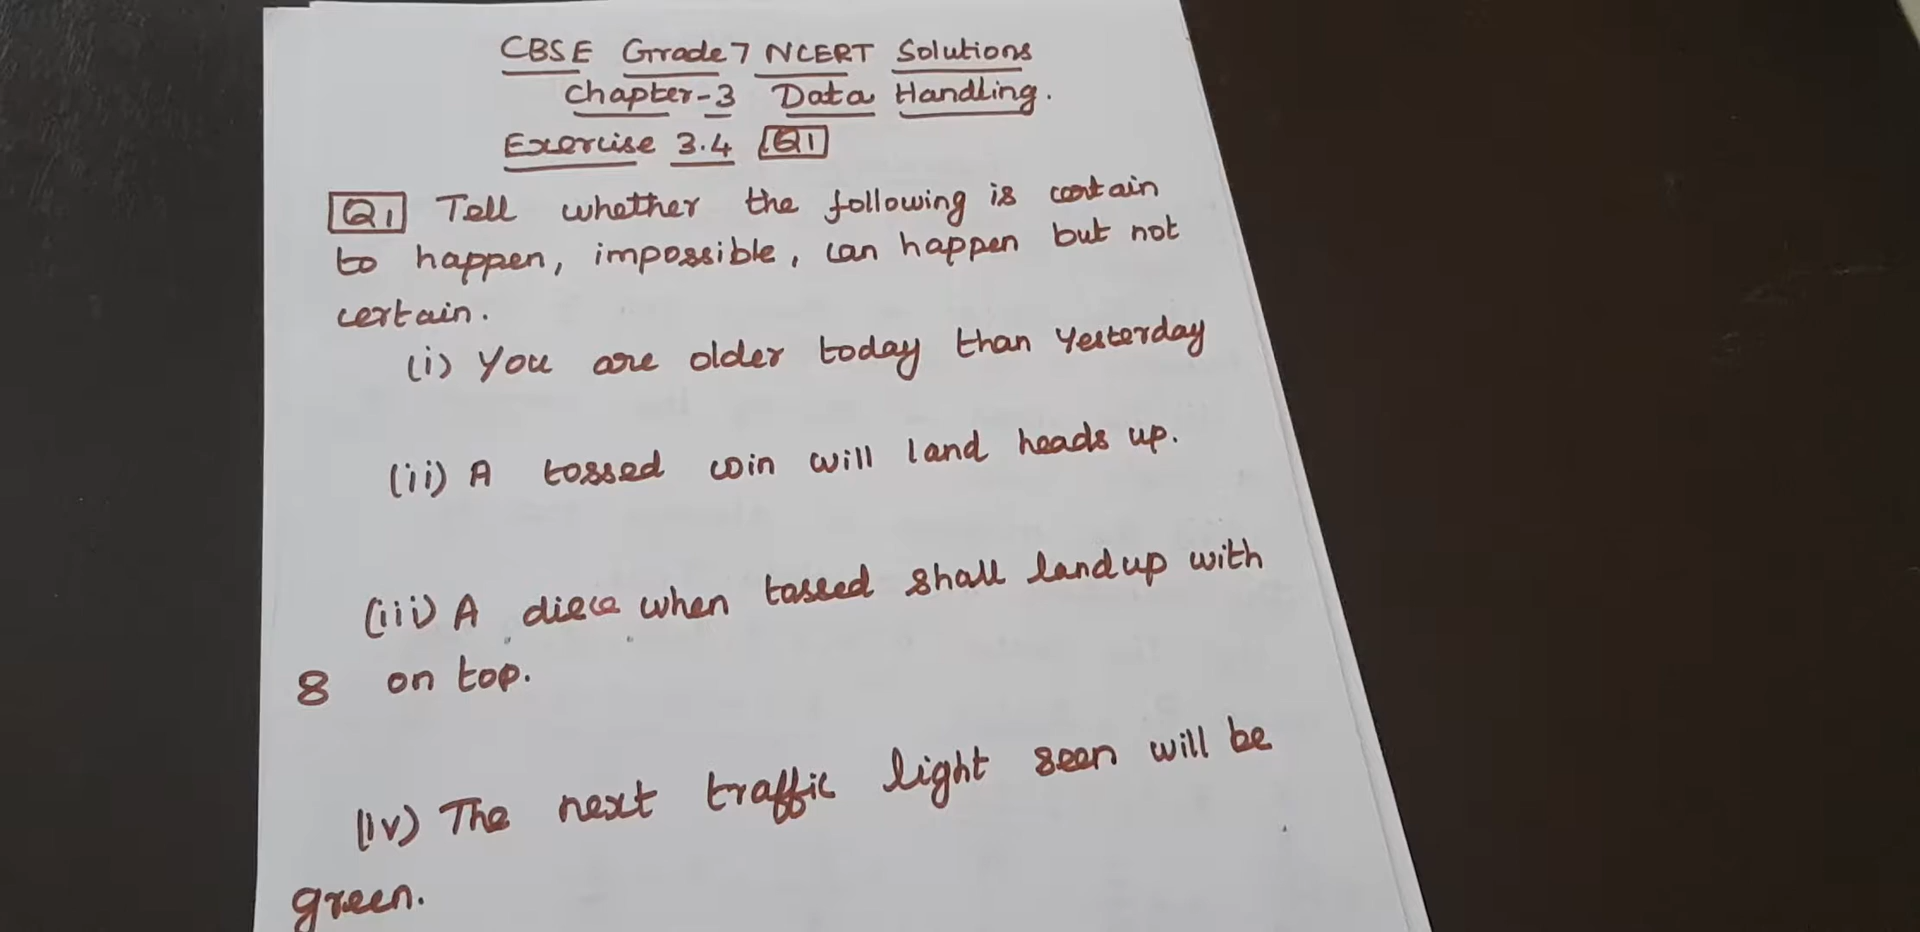 CBSE Grade 7 NCERT Solutions
Chapter-3 Data Handling.
Exercise 3.4 Q1
Q1 Tell whether the following is certain
to happen, impossible, can happen but not
certain.
(i) You are older today than Yesterday
(ii) A tossed coin will land heads up.
(iii) A when tossed shall land up with
8 on top.
(iv) The next traffic light seen will be
green.